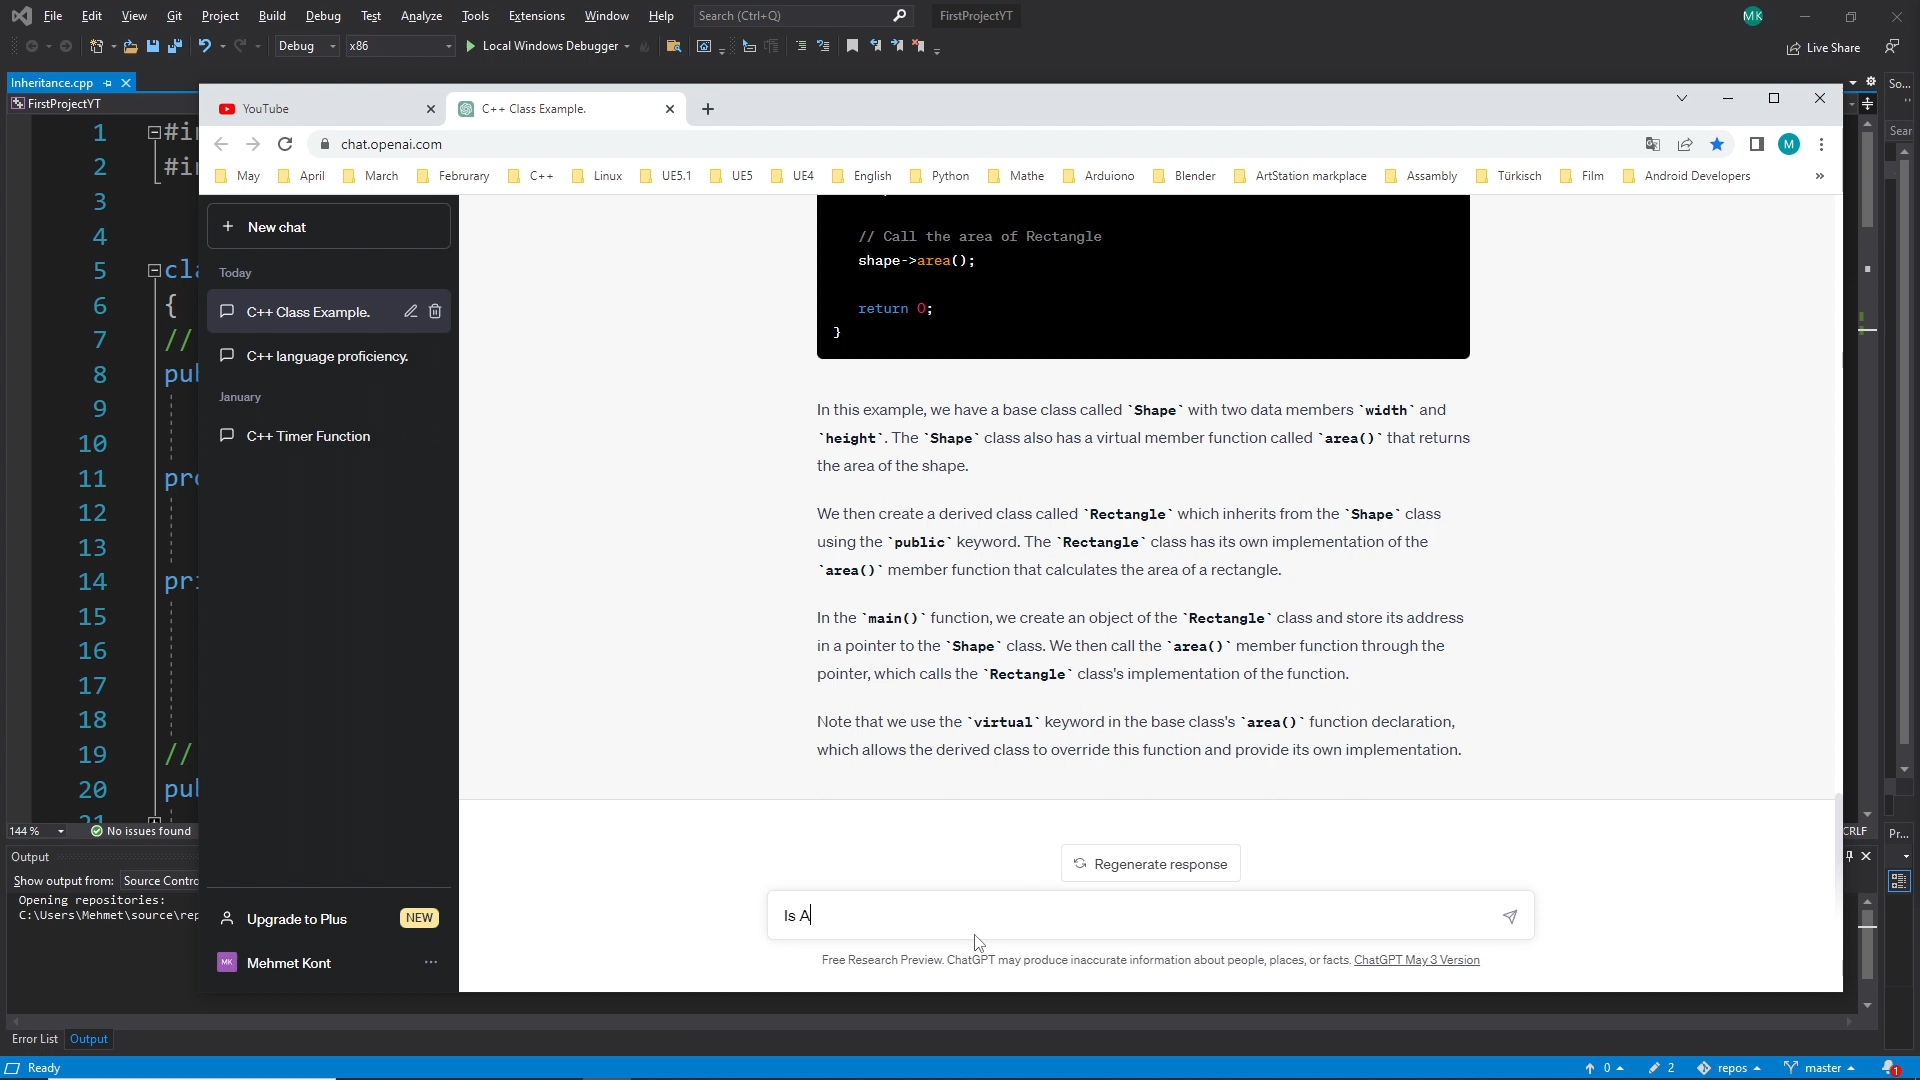 File Edit View Git Project Build Debug Test Analyze Tools Extensions Window Help Search (Ctrl+Q) FirstProjectYT MK
Debug x86 Local Windows Debugger Live Share
Inheritance.cpp
FirstProjectYT
YouTube
C++ Class Example.
chat.openai.com
M
May April March Februrary C++ Linux UE5.1 UE5 UE4 English Python Mathe Arduiono Blender ArtStation markplace Assambly Türkisch Film Android Developers »
1
2
3
4
5
6 {
7 //
8
9
10
11
12
13
14
15
16
17
18
19 //
20
+ New chat
Today
C++ Class Example.
C++ language proficiency.
January
C++ Timer Function
Upgrade to Plus NEW
MK Mehmet Kont ...
// Call the area of Rectangle
shape->area();
return 0;
}
In this example, we have a base class called `Shape` with two data members `width` and
`height`. The `Shape` class also has a virtual member function called `area()` that returns
the area of the shape.
We then create a derived class called `Rectangle` which inherits from the `Shape` class
using the `public` keyword. The `Rectangle` class has its own implementation of the
`area()` member function that calculates the area of a rectangle.
In the `main()` function, we create an object of the `Rectangle` class and store its address
in a pointer to the `Shape` class. We then call the `area()` member function through the
pointer, which calls the `Rectangle` class's implementation of the function.
Note that we use the `virtual` keyword in the base class's `area()` function declaration,
which allows the derived class to override this function and provide its own implementation.
Regenerate response
Is A
Free Research Preview. ChatGPT may produce inaccurate information about people, places, or facts. ChatGPT May 3 Version
So...
Sear
144 % No issues found
CRLF
Pr...
Output
Show output from: Source Contro
Opening repositories:
C:\Users\Mehmet\source\rep
Error List Output
Ready
0 2 repos master 1